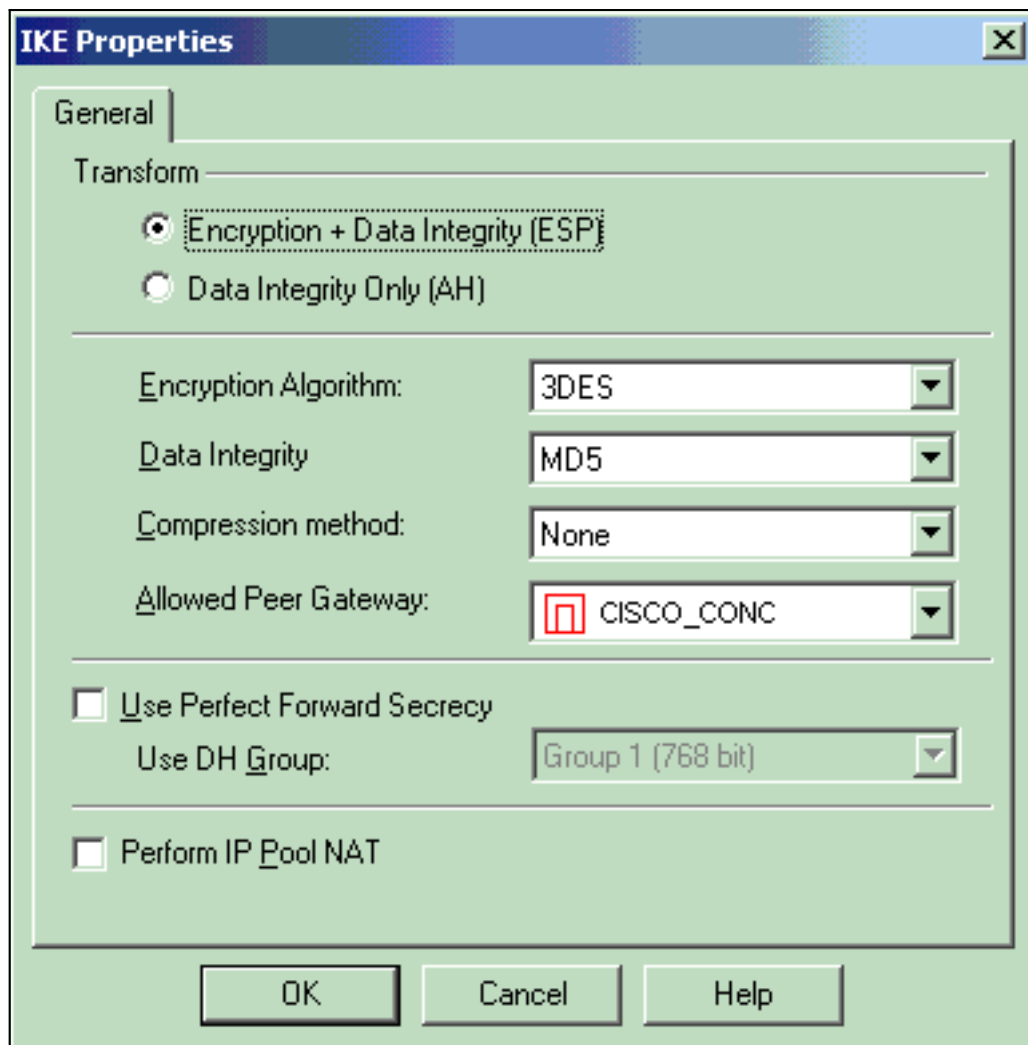 IKE Properties
General
Transform
Encryption + Data Integrity (ESP)
Data Integrity Only (AH)
Encryption Algorithm: 3DES
Data Integrity MD5
Compression method: None
Allowed Peer Gateway: CISCO_CONC
Use Perfect Forward Secrecy
Use DH Group: Group 1 (768 bit)
Perform IP Pool NAT
OK Cancel Help